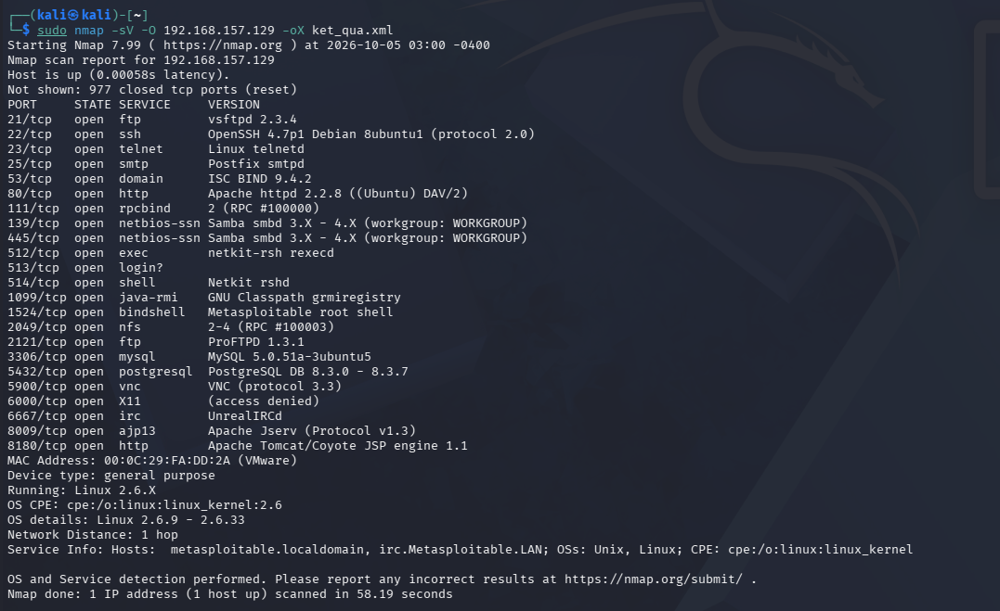 ┌──(kali㉿kali)-[~]
└─$ sudo nmap -sV -O 192.168.157.129 -oX ket_qua.xml
Starting Nmap 7.99 ( https://nmap.org ) at 2026-10-05 03:00 -0400
Nmap scan report for 192.168.157.129
Host is up (0.00058s latency).
Not shown: 977 closed tcp ports (reset)
PORT     STATE SERVICE     VERSION
21/tcp   open  ftp         vsftpd 2.3.4
22/tcp   open  ssh         OpenSSH 4.7p1 Debian 8ubuntu1 (protocol 2.0)
23/tcp   open  telnet      Linux telnetd
25/tcp   open  smtp        Postfix smtpd
53/tcp   open  domain      ISC BIND 9.4.2
80/tcp   open  http        Apache httpd 2.2.8 ((Ubuntu) DAV/2)
111/tcp  open  rpcbind     2 (RPC #100000)
139/tcp  open  netbios-ssn Samba smbd 3.X - 4.X (workgroup: WORKGROUP)
445/tcp  open  netbios-ssn Samba smbd 3.X - 4.X (workgroup: WORKGROUP)
512/tcp  open  exec        netkit-rsh rexecd
513/tcp  open  login?
514/tcp  open  shell       Netkit rshd
1099/tcp open  java-rmi    GNU Classpath grmiregistry
1524/tcp open  bindshell   Metasploitable root shell
2049/tcp open  nfs         2-4 (RPC #100003)
2121/tcp open  ftp         ProFTPD 1.3.1
3306/tcp open  mysql       MySQL 5.0.51a-3ubuntu5
5432/tcp open  postgresql  PostgreSQL DB 8.3.0 - 8.3.7
5900/tcp open  vnc         VNC (protocol 3.3)
6000/tcp open  X11         (access denied)
6667/tcp open  irc         UnrealIRCd
8009/tcp open  ajp13       Apache Jserv (Protocol v1.3)
8180/tcp open  http        Apache Tomcat/Coyote JSP engine 1.1
MAC Address: 00:0C:29:FA:DD:2A (VMware)
Device type: general purpose
Running: Linux 2.6.X
OS CPE: cpe:/o:linux:linux_kernel:2.6
OS details: Linux 2.6.9 - 2.6.33
Network Distance: 1 hop
Service Info: Hosts:  metasploitable.localdomain, irc.Metasploitable.LAN; OSs: Unix, Linux; CPE: cpe:/o:linux:linux_kernel

OS and Service detection performed. Please report any incorrect results at https://nmap.org/submit/ .
Nmap done: 1 IP address (1 host up) scanned in 58.19 seconds